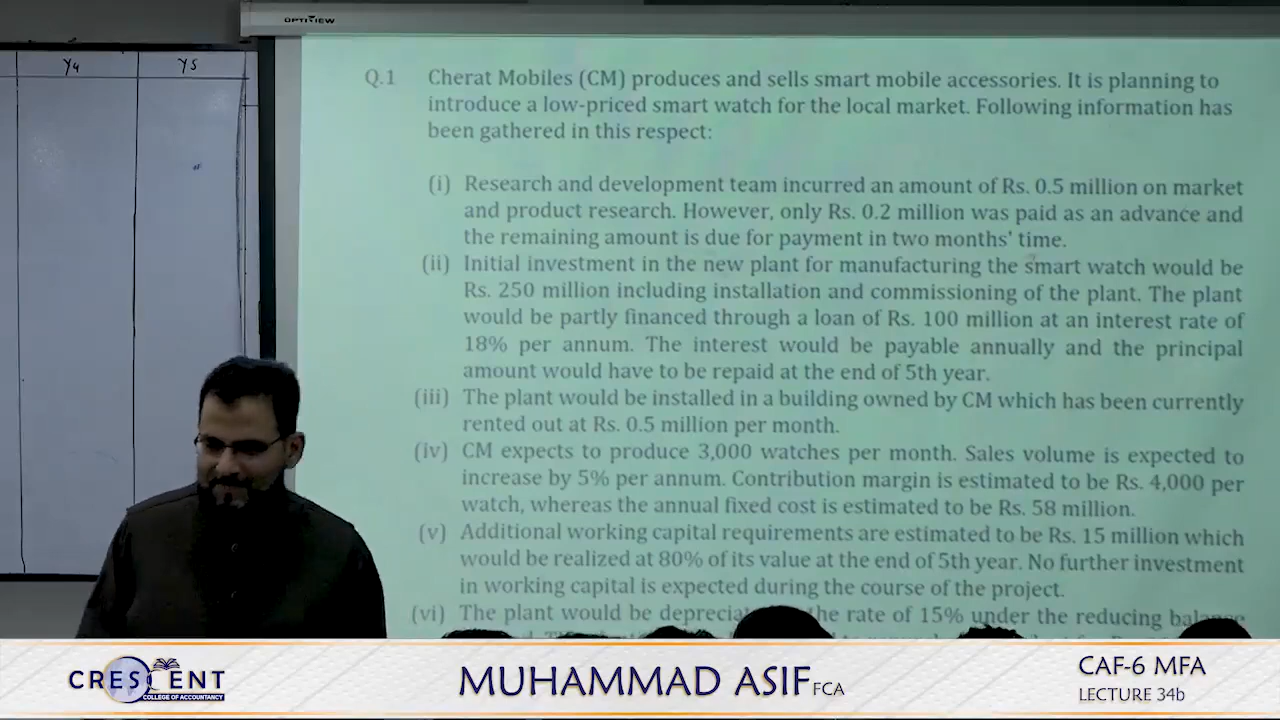 OPTIVIEW
Y4 Y5
Q.1 Cherat Mobiles (CM) produces and sells smart mobile accessories. It is planning to
introduce a low-priced smart watch for the local market. Following information has
been gathered in this respect:
(i) Research and development team incurred an amount of Rs. 0.5 million on market
and product research. However, only Rs. 0.2 million was paid as an advance and
the remaining amount is due for payment in two months' time.
(ii) Initial investment in the new plant for manufacturing the smart watch would be
Rs. 250 million including installation and commissioning of the plant. The plant
would be partly financed through a loan of Rs. 100 million at an interest rate of
18% per annum. The interest would be payable annually and the principal
amount would have to be repaid at the end of 5th year.
(iii) The plant would be installed in a building owned by CM which has been currently
rented out at Rs. 0.5 million per month.
(iv) CM expects to produce 3,000 watches per month. Sales volume is expected to
increase by 5% per annum. Contribution margin is estimated to be Rs. 4,000 per
watch, whereas the annual fixed cost is estimated to be Rs. 58 million.
(v) Additional working capital requirements are estimated to be Rs. 15 million which
would be realized at 80% of its value at the end of 5th year. No further investment
in working capital is expected during the course of the project.
(vi) The plant would be the rate of 15% under the reducing balance
CRESCENT
COLLEGE OF ACCOUNTANCY
MUHAMMAD ASIF FCA
CAF-6 MFA
LECTURE 34b